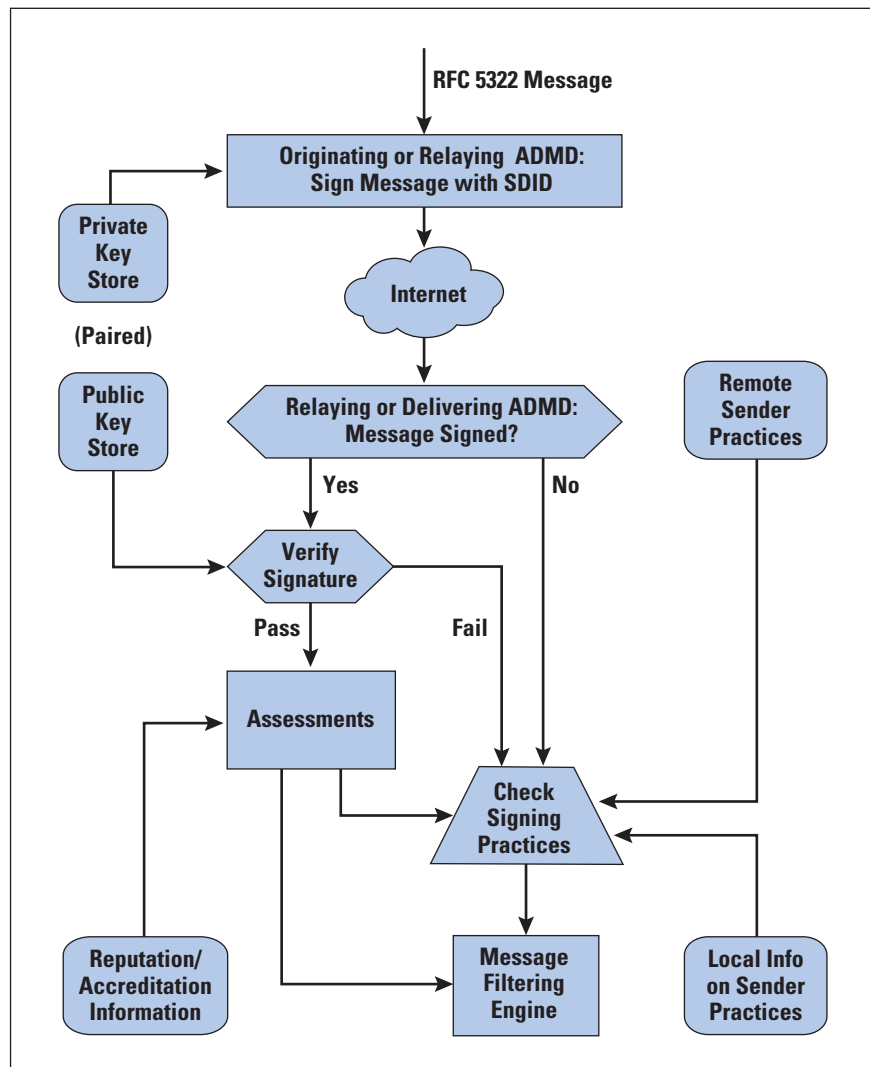 RFC 5322 Message
Originating or Relaying ADMD:
Sign Message with SDID
Private
Key
Store
Internet
(Paired)
Public
Key
Store
Relaying or Delivering ADMD:
Message Signed?
Remote
Sender
Practices
Yes
No
Verify
Signature
Pass
Fail
Assessments
Check
Signing
Practices
Reputation/
Accreditation
Information
Message
Filtering
Engine
Local Info
on Sender
Practices